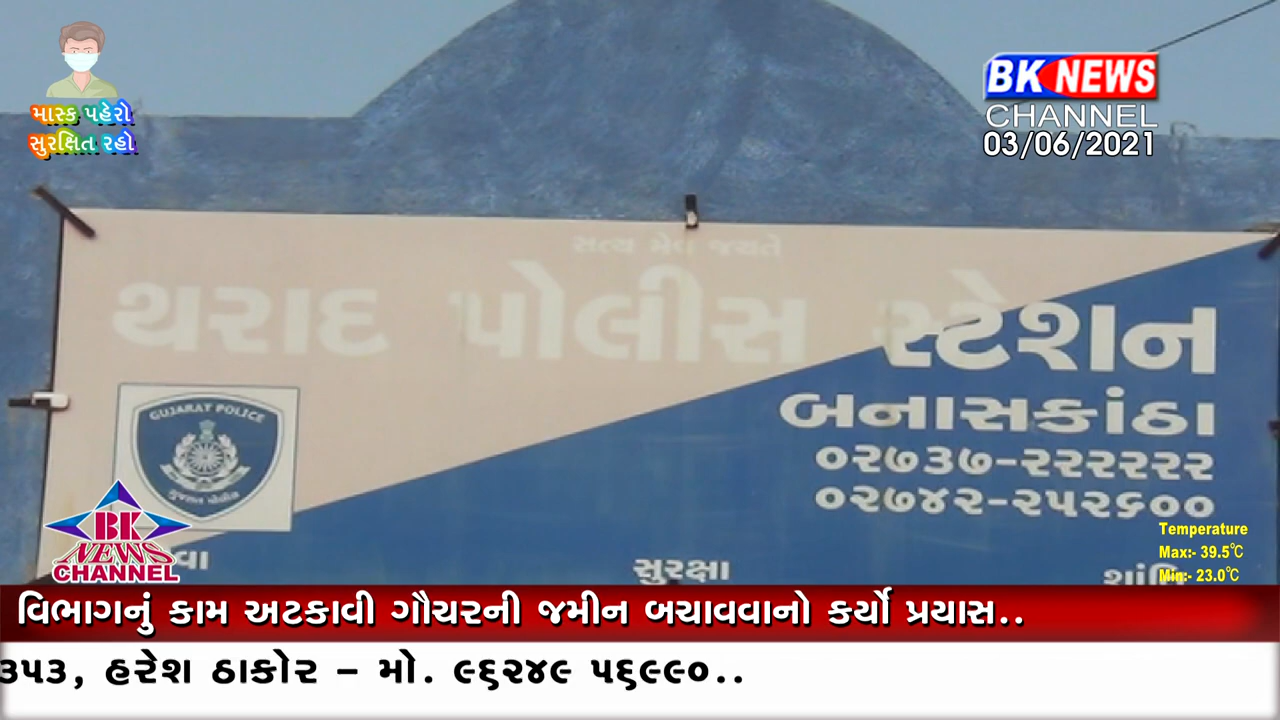 માસ્ક પહેરો
સુરક્ષિત રહો
BK NEWS
CHANNEL
03/06/2021
સત્ય મેવ જયતે
થરાદ પોલીસ સ્ટેશન
બનાસકાંઠા
૦૨૭૩૭-૨૨૨૨૨૨
૦૨૭૪૨-૨૫૨૬૦૦
GUJARAT POLICE
ગુજરાત પોલીસ
BK
NEWS
CHANNEL
સુરક્ષા
Temperature
Max:- 39.5°C
Min:- 23.0°C
વિભાગનું કામ અટકાવી ગૌચરની જમીન બચાવવાનો કર્યો પ્રયાસ..
૩૫૩, હરેશ ઠાકોર – મો. ૯૬૨૪૯ ૫૬૯૯૦..